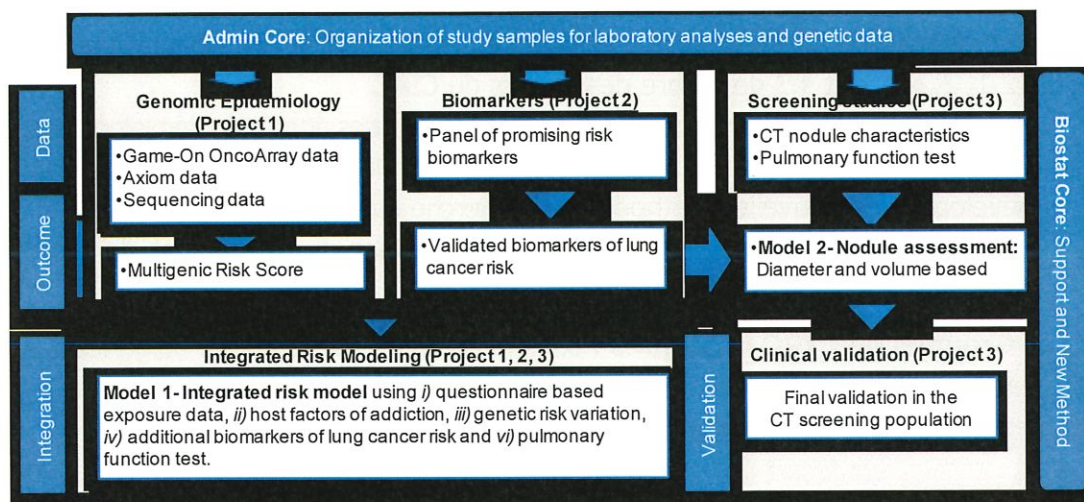 Admin Core: Organization of study samples for laboratory analyses and genetic data
Data
Genomic Epidemiology
(Project 1)
•Game-On OncoArray data
•Axiom data
•Sequencing data
Biomarkers (Project 2)
•Panel of promising risk
biomarkers
Screening studies (Project 3)
•CT nodule characteristics
•Pulmonary function test
Outcome
•Multigenic Risk Score
•Validated biomarkers of lung
cancer risk
•Model 2- Nodule assessment:
Diameter and volume based
Integration
Integrated Risk Modeling (Project 1, 2, 3)
Model 1- Integrated risk model using i) questionnaire based
exposure data, ii) host factors of addiction, iii) genetic risk variation,
iv) additional biomarkers of lung cancer risk and vi) pulmonary
function test.
Validation
Clinical validation (Project 3)
Final validation in the
CT screening population
Biostat Core: Support and New Method